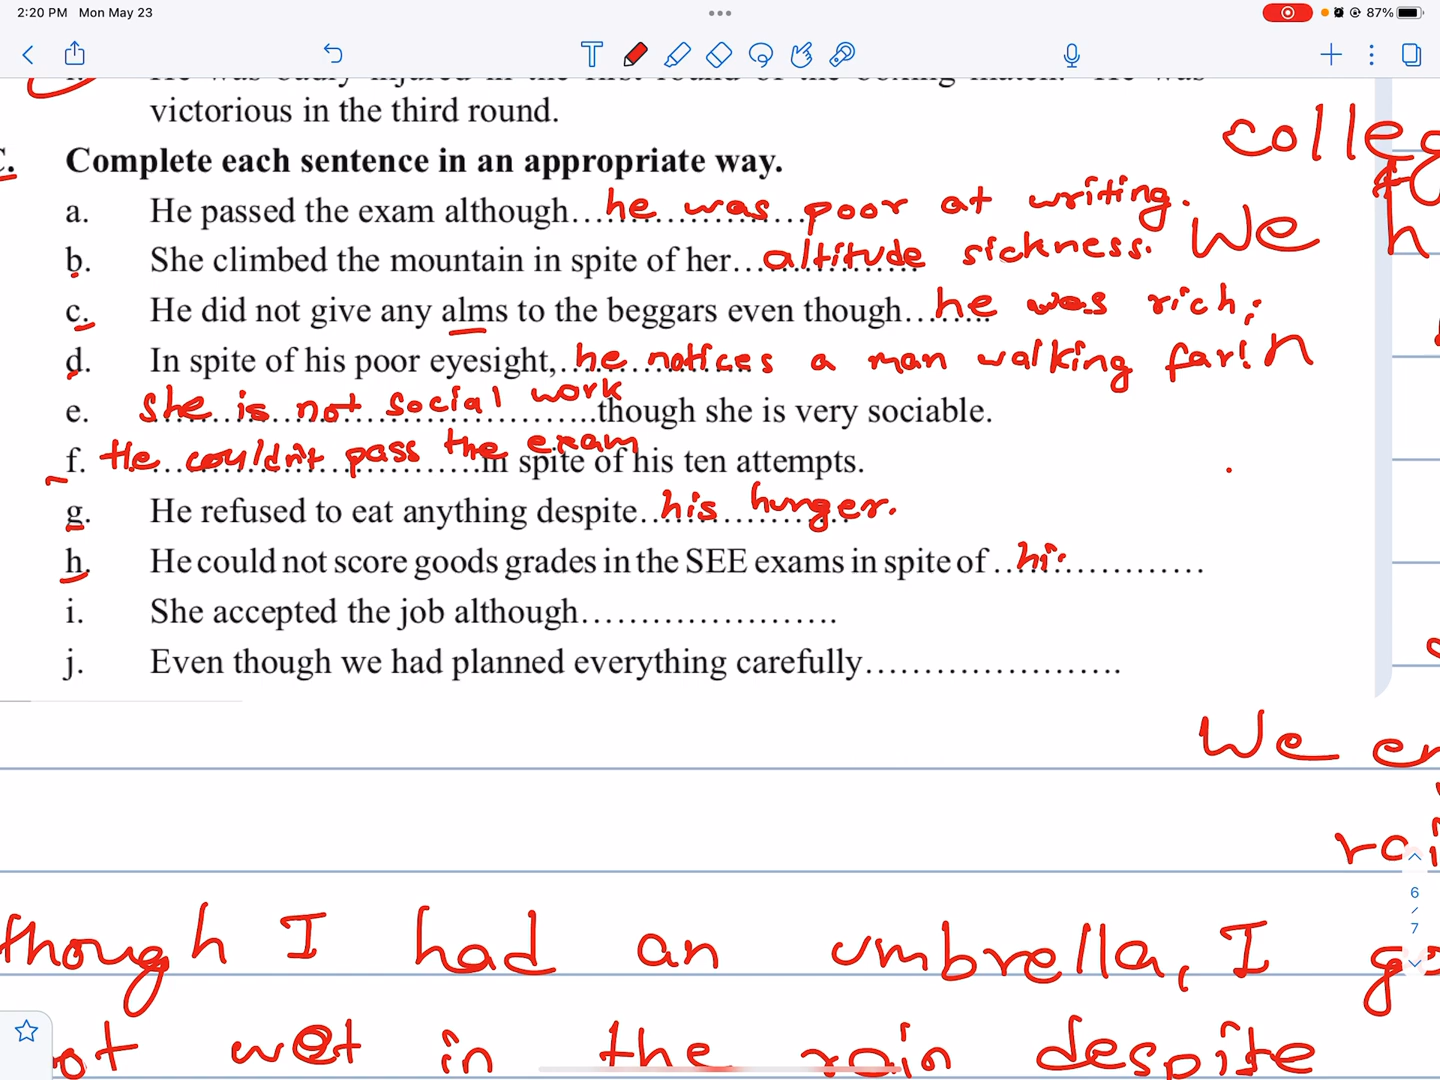 2:20 PM Mon May 23
87%
victorious in the third round.
Complete each sentence in an appropriate way.
a. He passed the exam although... he was poor at writing.
b. She climbed the mountain in spite of her... altitude sickness.
c. He did not give any alms to the beggars even though... he was rich.
d. In spite of his poor eyesight, he notices a man walking far!n
e. She is not social work though she is very sociable.
f. He couldn't pass the exam in spite of his ten attempts.
g. He refused to eat anything despite... his hunger.
h. He could not score goods grades in the SEE exams in spite of ...
i. She accepted the job although......................
j. Even though we had planned everything carefully......................
We
We
6
/
7
though I had an umbrella, I
wet in the rain despite